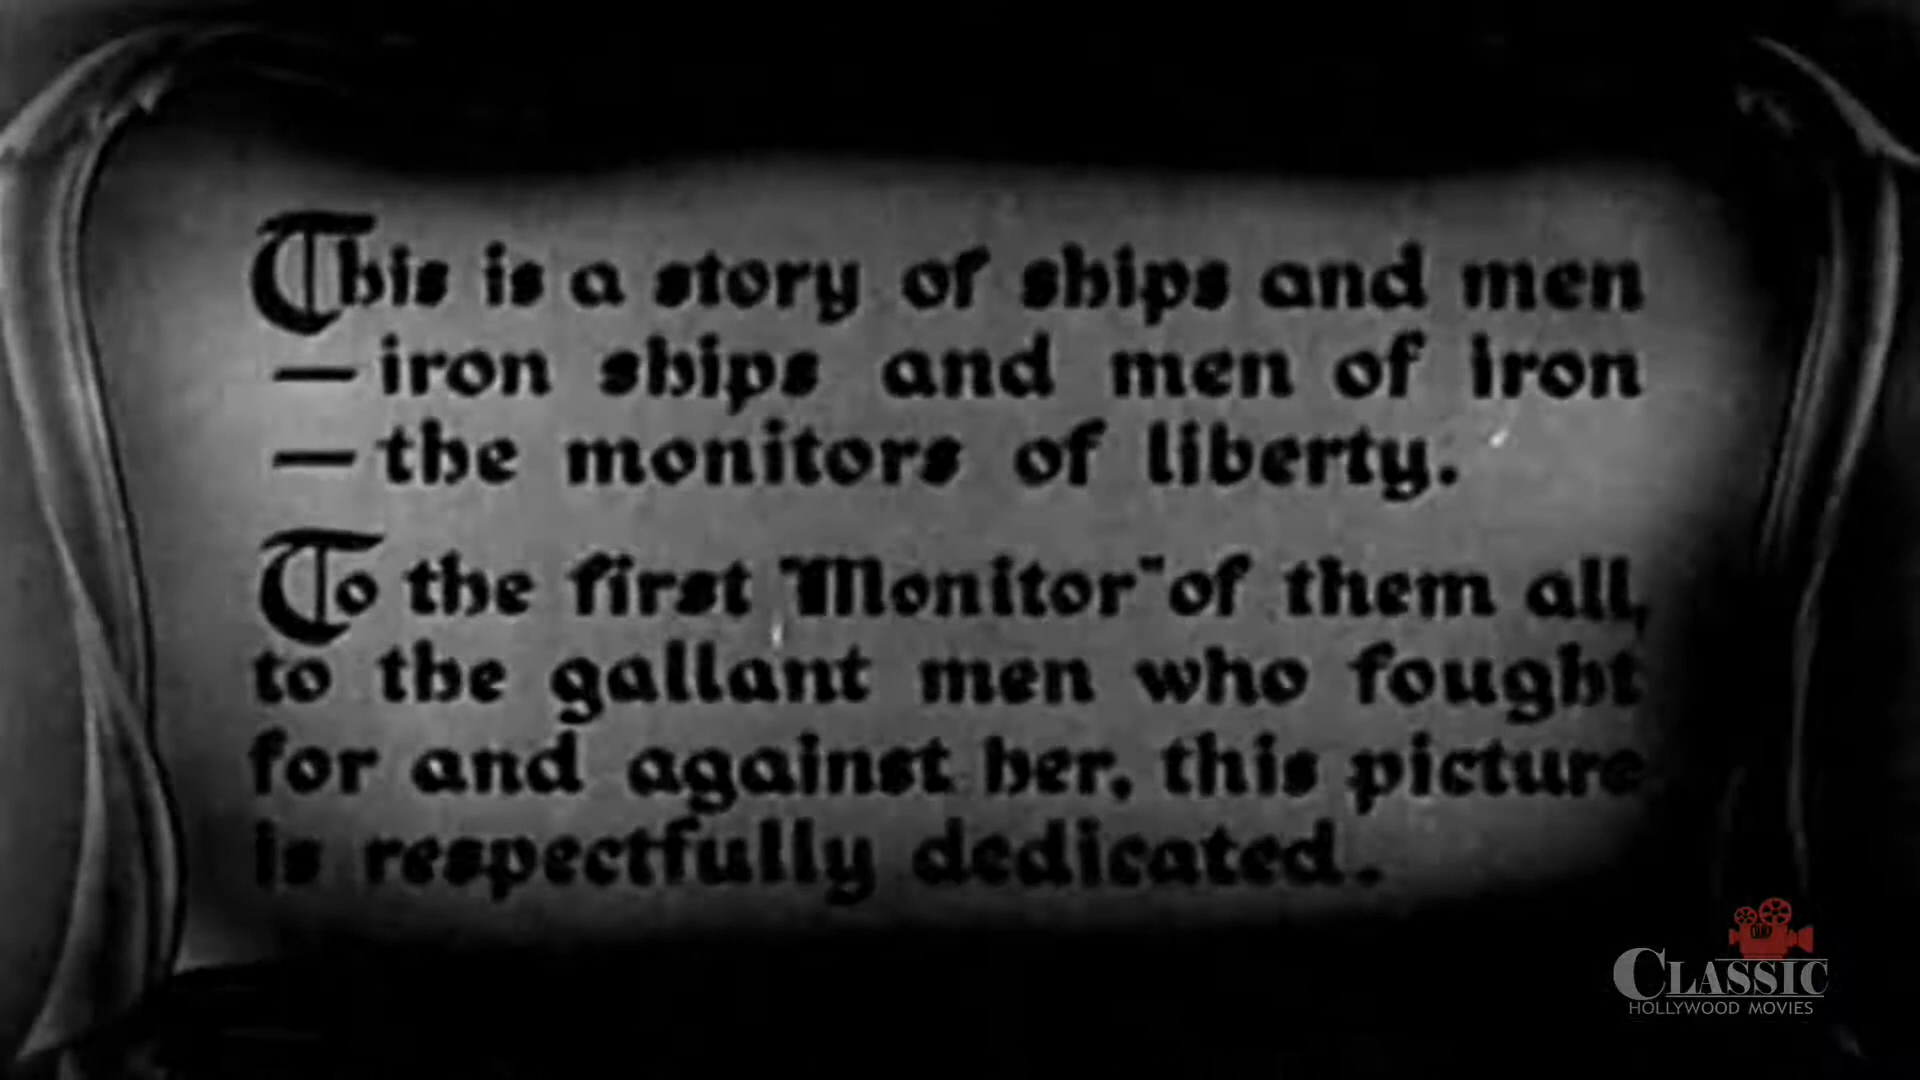 This is a story of ships and men
— iron ships and men of iron
— the monitors of liberty.
To the first "Monitor" of them all,
to the gallant men who fought
for and against her, this picture
is respectfully dedicated.
CLASSIC
HOLLYWOOD MOVIES